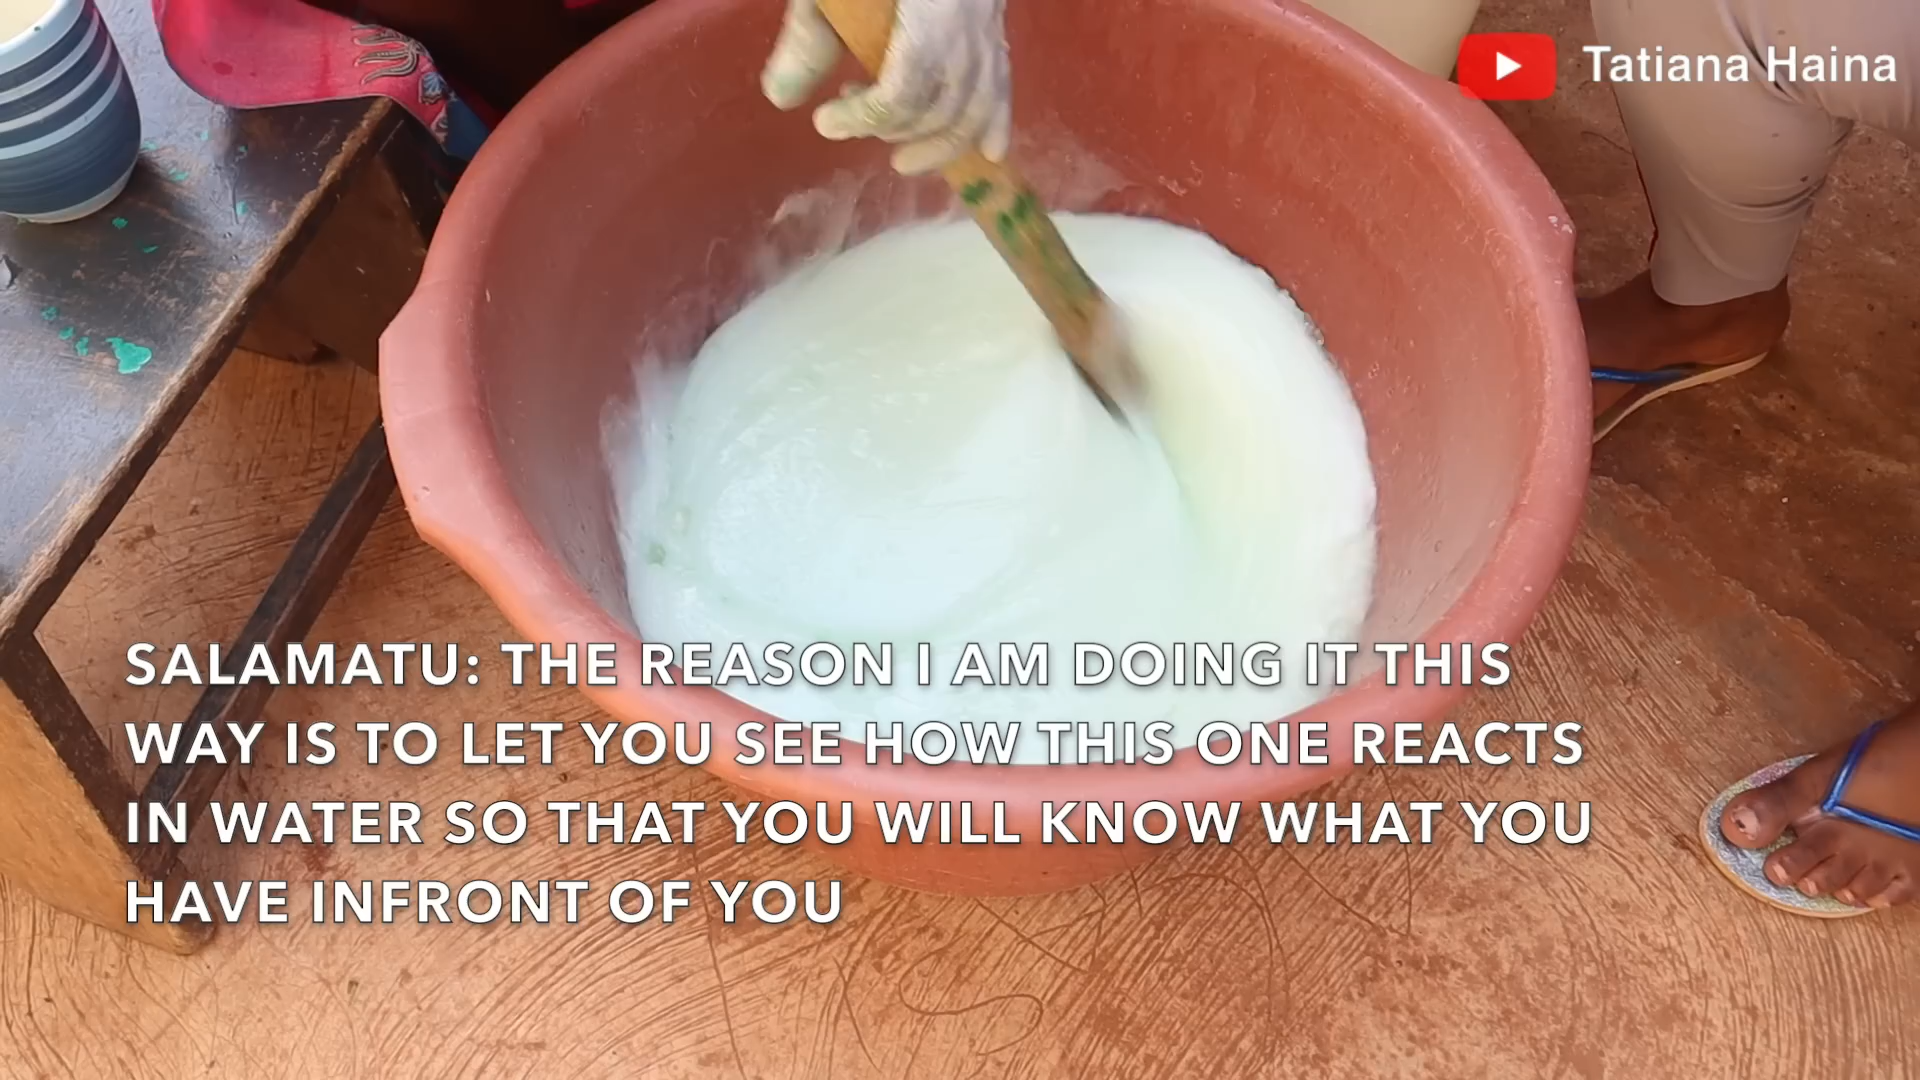 Tatiana Haina
SALAMATU: THE REASON I AM DOING IT THIS
WAY IS TO LET YOU SEE HOW THIS ONE REACTS
IN WATER SO THAT YOU WILL KNOW WHAT YOU
HAVE INFRONT OF YOU